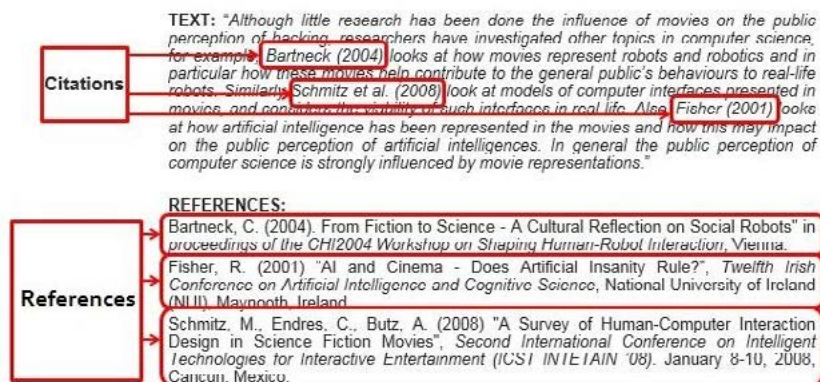 TEXT: “Although little research has been done the influence of movies on the public
perception of hacking, researchers have investigated other topics in computer science,
for example, Bartneck (2004) looks at how movies represent robots and robotics and in
particular how these movies help contribute to the general public’s behaviours to real-life
robots. Similarly Schmitz et al. (2008) look at models of computer interfaces presented in
movies, and considers the viability of such interfaces in real life. Also Fisher (2001) looks
at how artificial intelligence has been represented in the movies and how this may impact
on the public perception of artificial intelligences. In general the public perception of
computer science is strongly influenced by movie representations.”
Citations
REFERENCES:
Bartneck, C. (2004). From Fiction to Science - A Cultural Reflection on Social Robots" in
proceedings of the CHI2004 Workshop on Shaping Human-Robot Interaction, Vienna.
Fisher, R. (2001) “AI and Cinema - Does Artificial Insanity Rule?”, Twelfth Irish
Conference on Artificial Intelligence and Cognitive Science, National University of Ireland
(NUI), Maynooth, Ireland
Schmitz, M., Endres, C., Butz, A. (2008) "A Survey of Human-Computer Interaction
Design in Science Fiction Movies", Second International Conference on Intelligent
Technologies for Interactive Entertainment (ICST INTETAIN '08). January 8-10, 2008,
Cancun, Mexico.
References